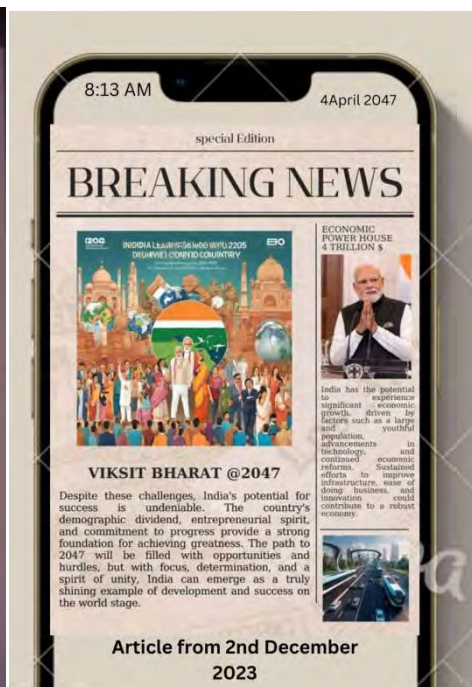 8:13 AM
4April 2047
special Edition
BREAKING NEWS
VIKSIT BHARAT @2047
Despite these challenges, India's potential for
success is undeniable. The country's
demographic dividend, entrepreneurial spirit,
and commitment to progress provide a strong
foundation for achieving greatness. The path to
2047 will be filled with opportunities and
hurdles, but with focus, determination, and a
spirit of unity, India can emerge as a truly
shining example of development and success on
the world stage.
ECONOMIC
POWER HOUSE
4 TRILLION $
India has the potential
to experience
significant economic
growth, driven by
factors such as a large
and youthful
population,
advancements in
technology, and
continued economic
reforms. Sustained
efforts to improve
infrastructure, ease of
doing business, and
innovation could
contribute to a robust
economy.
Article from 2nd December
2023